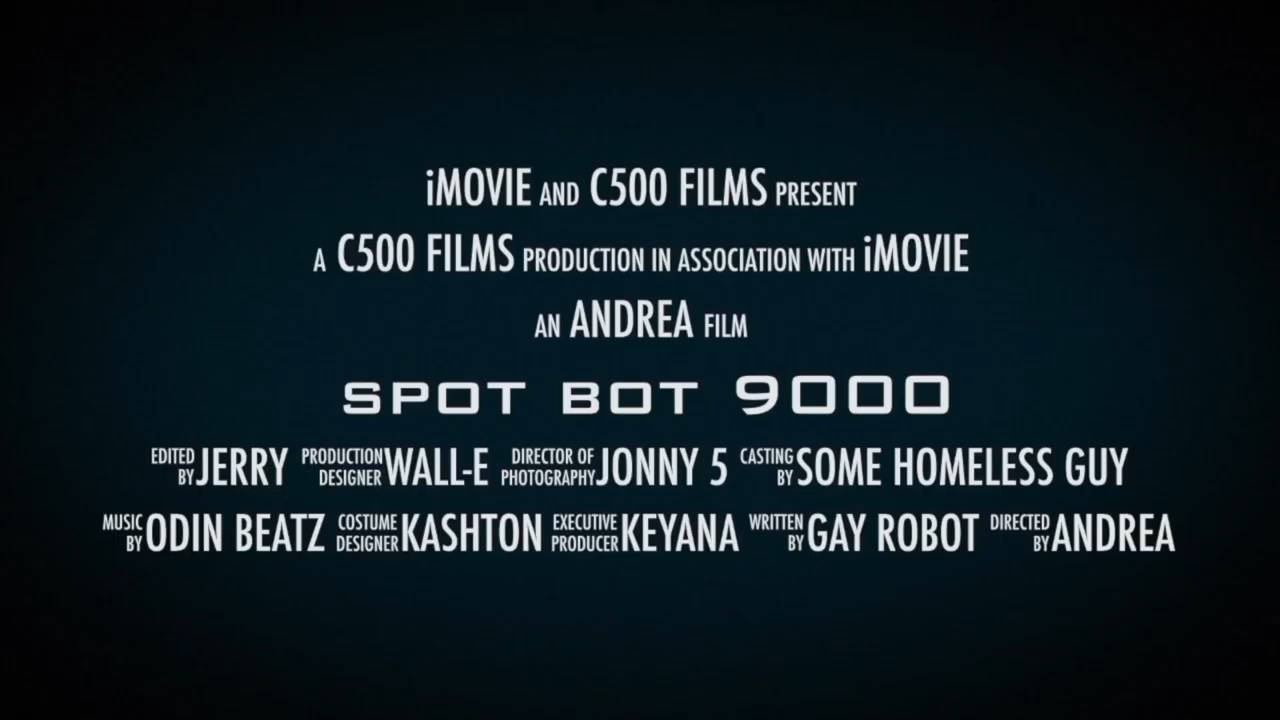 iMOVIE AND C500 FILMS PRESENT
A C500 FILMS PRODUCTION IN ASSOCIATION WITH iMOVIE
AN ANDREA FILM
SPOT BOT 9000
EDITED BY JERRY PRODUCTION DESIGNER WALL-E DIRECTOR OF PHOTOGRAPHY JONNY 5 CASTING BY SOME HOMELESS GUY
MUSIC BY ODIN BEATZ COSTUME DESIGNER KASHTON EXECUTIVE PRODUCER KEYANA WRITTEN BY GAY ROBOT DIRECTED BY ANDREA